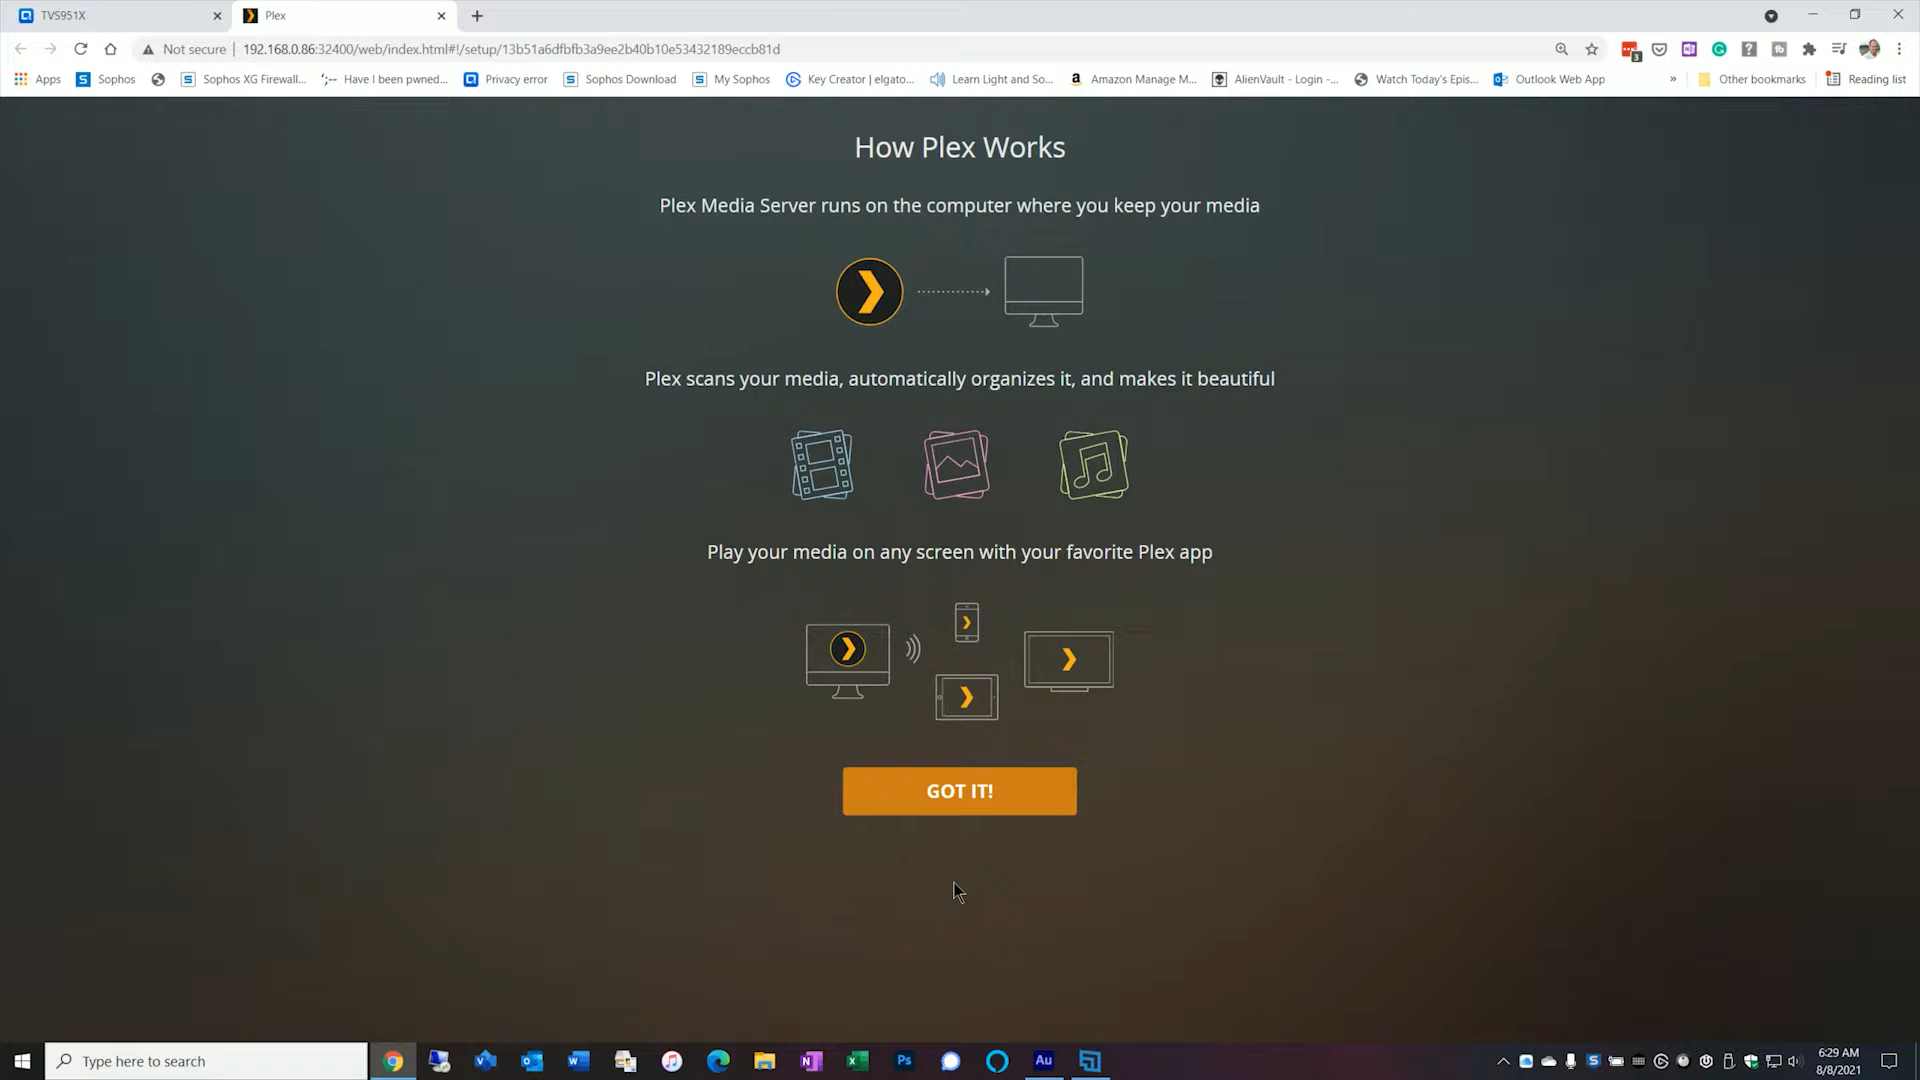 TVS951X
Plex
Not secure
192.168.0.86:32400/web/index.html#!/setup/13b51a6dfbfb3a9ee2b40b10e53432189eccb81d
3
Apps
Sophos
Sophos XG Firewall...
Have I been pwned...
Privacy error
Sophos Download
My Sophos
Key Creator | elgato...
Learn Light and So...
Amazon Manage M...
AlienVault - Login -...
Watch Today's Epis...
Outlook Web App
»
Other bookmarks
Reading list
How Plex Works
Plex Media Server runs on the computer where you keep your media
Plex scans your media, automatically organizes it, and makes it beautiful
Play your media on any screen with your favorite Plex app
GOT IT!
Type here to search
Ps
Au
6:29 AM
8/8/2021